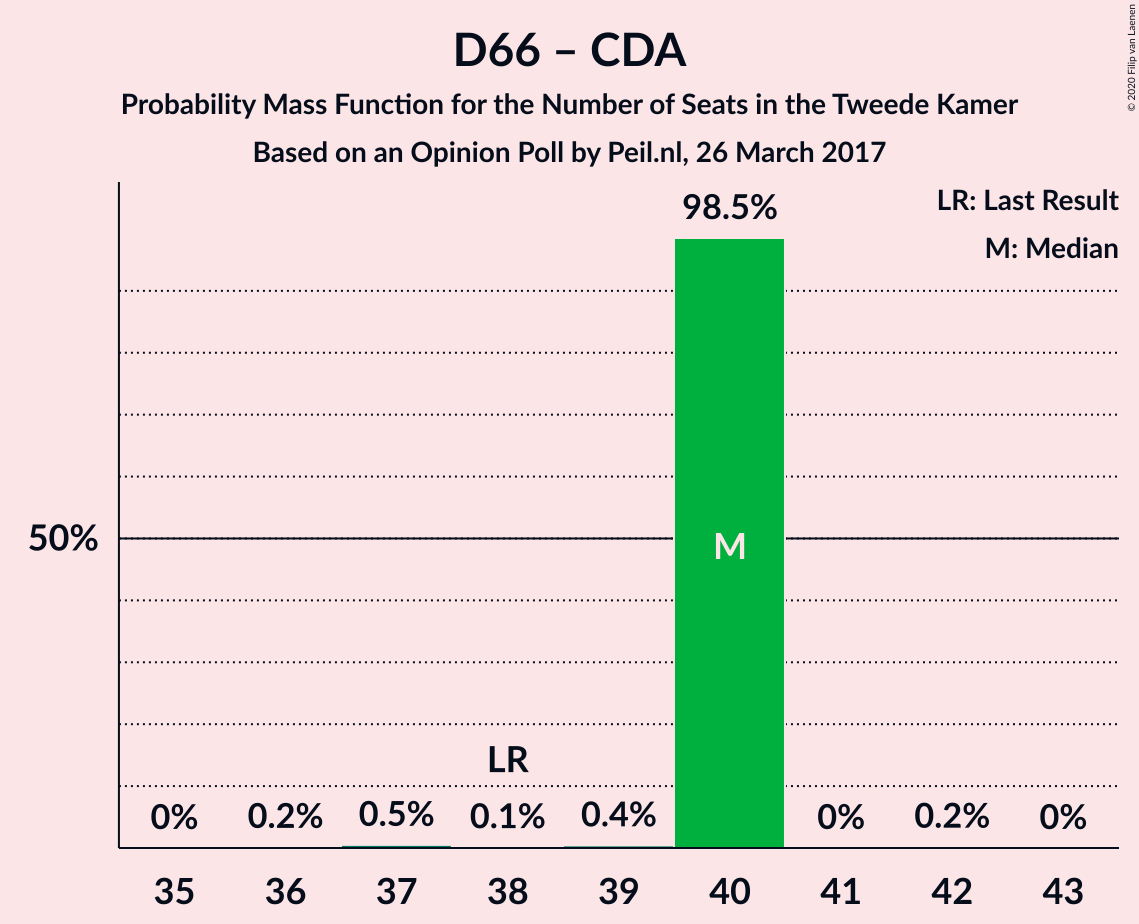 D66 – CDA
Probability Mass Function for the Number of Seats in the Tweede Kamer
Based on an Opinion Poll by Peil.nl, 26 March 2017
© 2020 Filip van Laenen
LR: Last Result
M: Median
98.5%
50%
M
LR
0% 0.2% 0.5% 0.1% 0.4% 0% 0.2% 0%
35 36 37 38 39 40 41 42 43